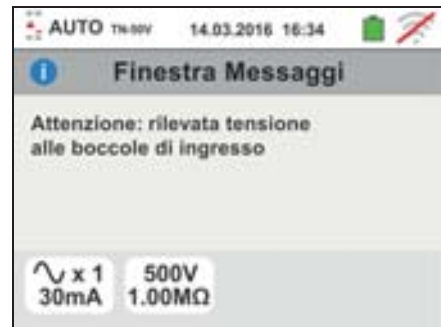 AUTO TN-50V 14.03.2016 16:34
Finestra Messaggi
Attenzione: rilevata tensione
alle boccole di ingresso
x 1 500V
30mA 1.00MΩ